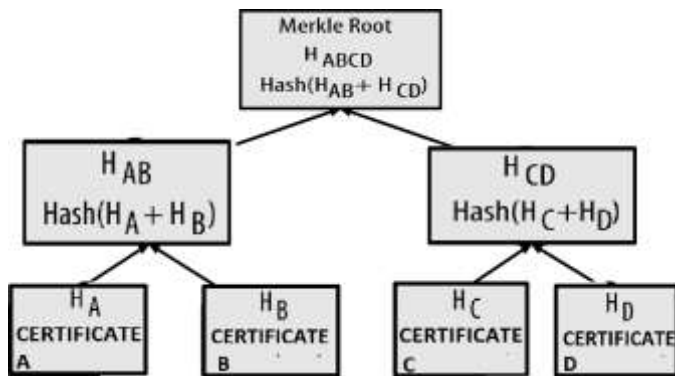 Merkle Root
H ABCD
Hash(H AB + H CD)
H AB
Hash(H A + H B)
H CD
Hash(H C+H D)
H A
CERTIFICATE
A
H B
CERTIFICATE
B
H C
CERTIFICATE
C
H D
CERTIFICATE
D